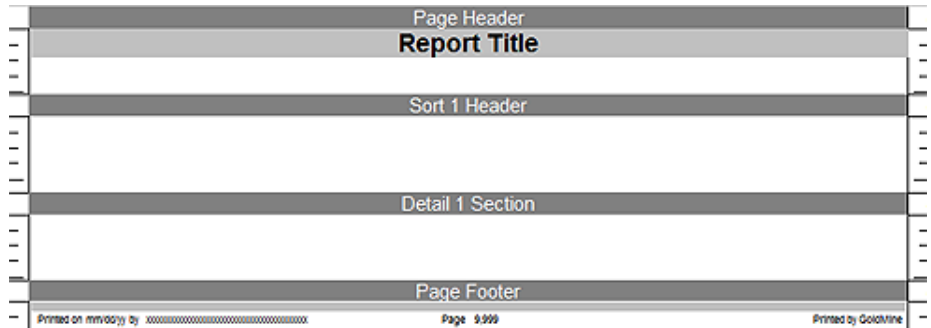 Page Header
Report Title
Sort 1 Header
Detail 1 Section
Page Footer
Printed on mm/dd/yy by xxxxxxxxxxxxxxxxxxxxxxxxxxxxxxxxxxxxxxxx Page 9,999 Printed by GoldMine